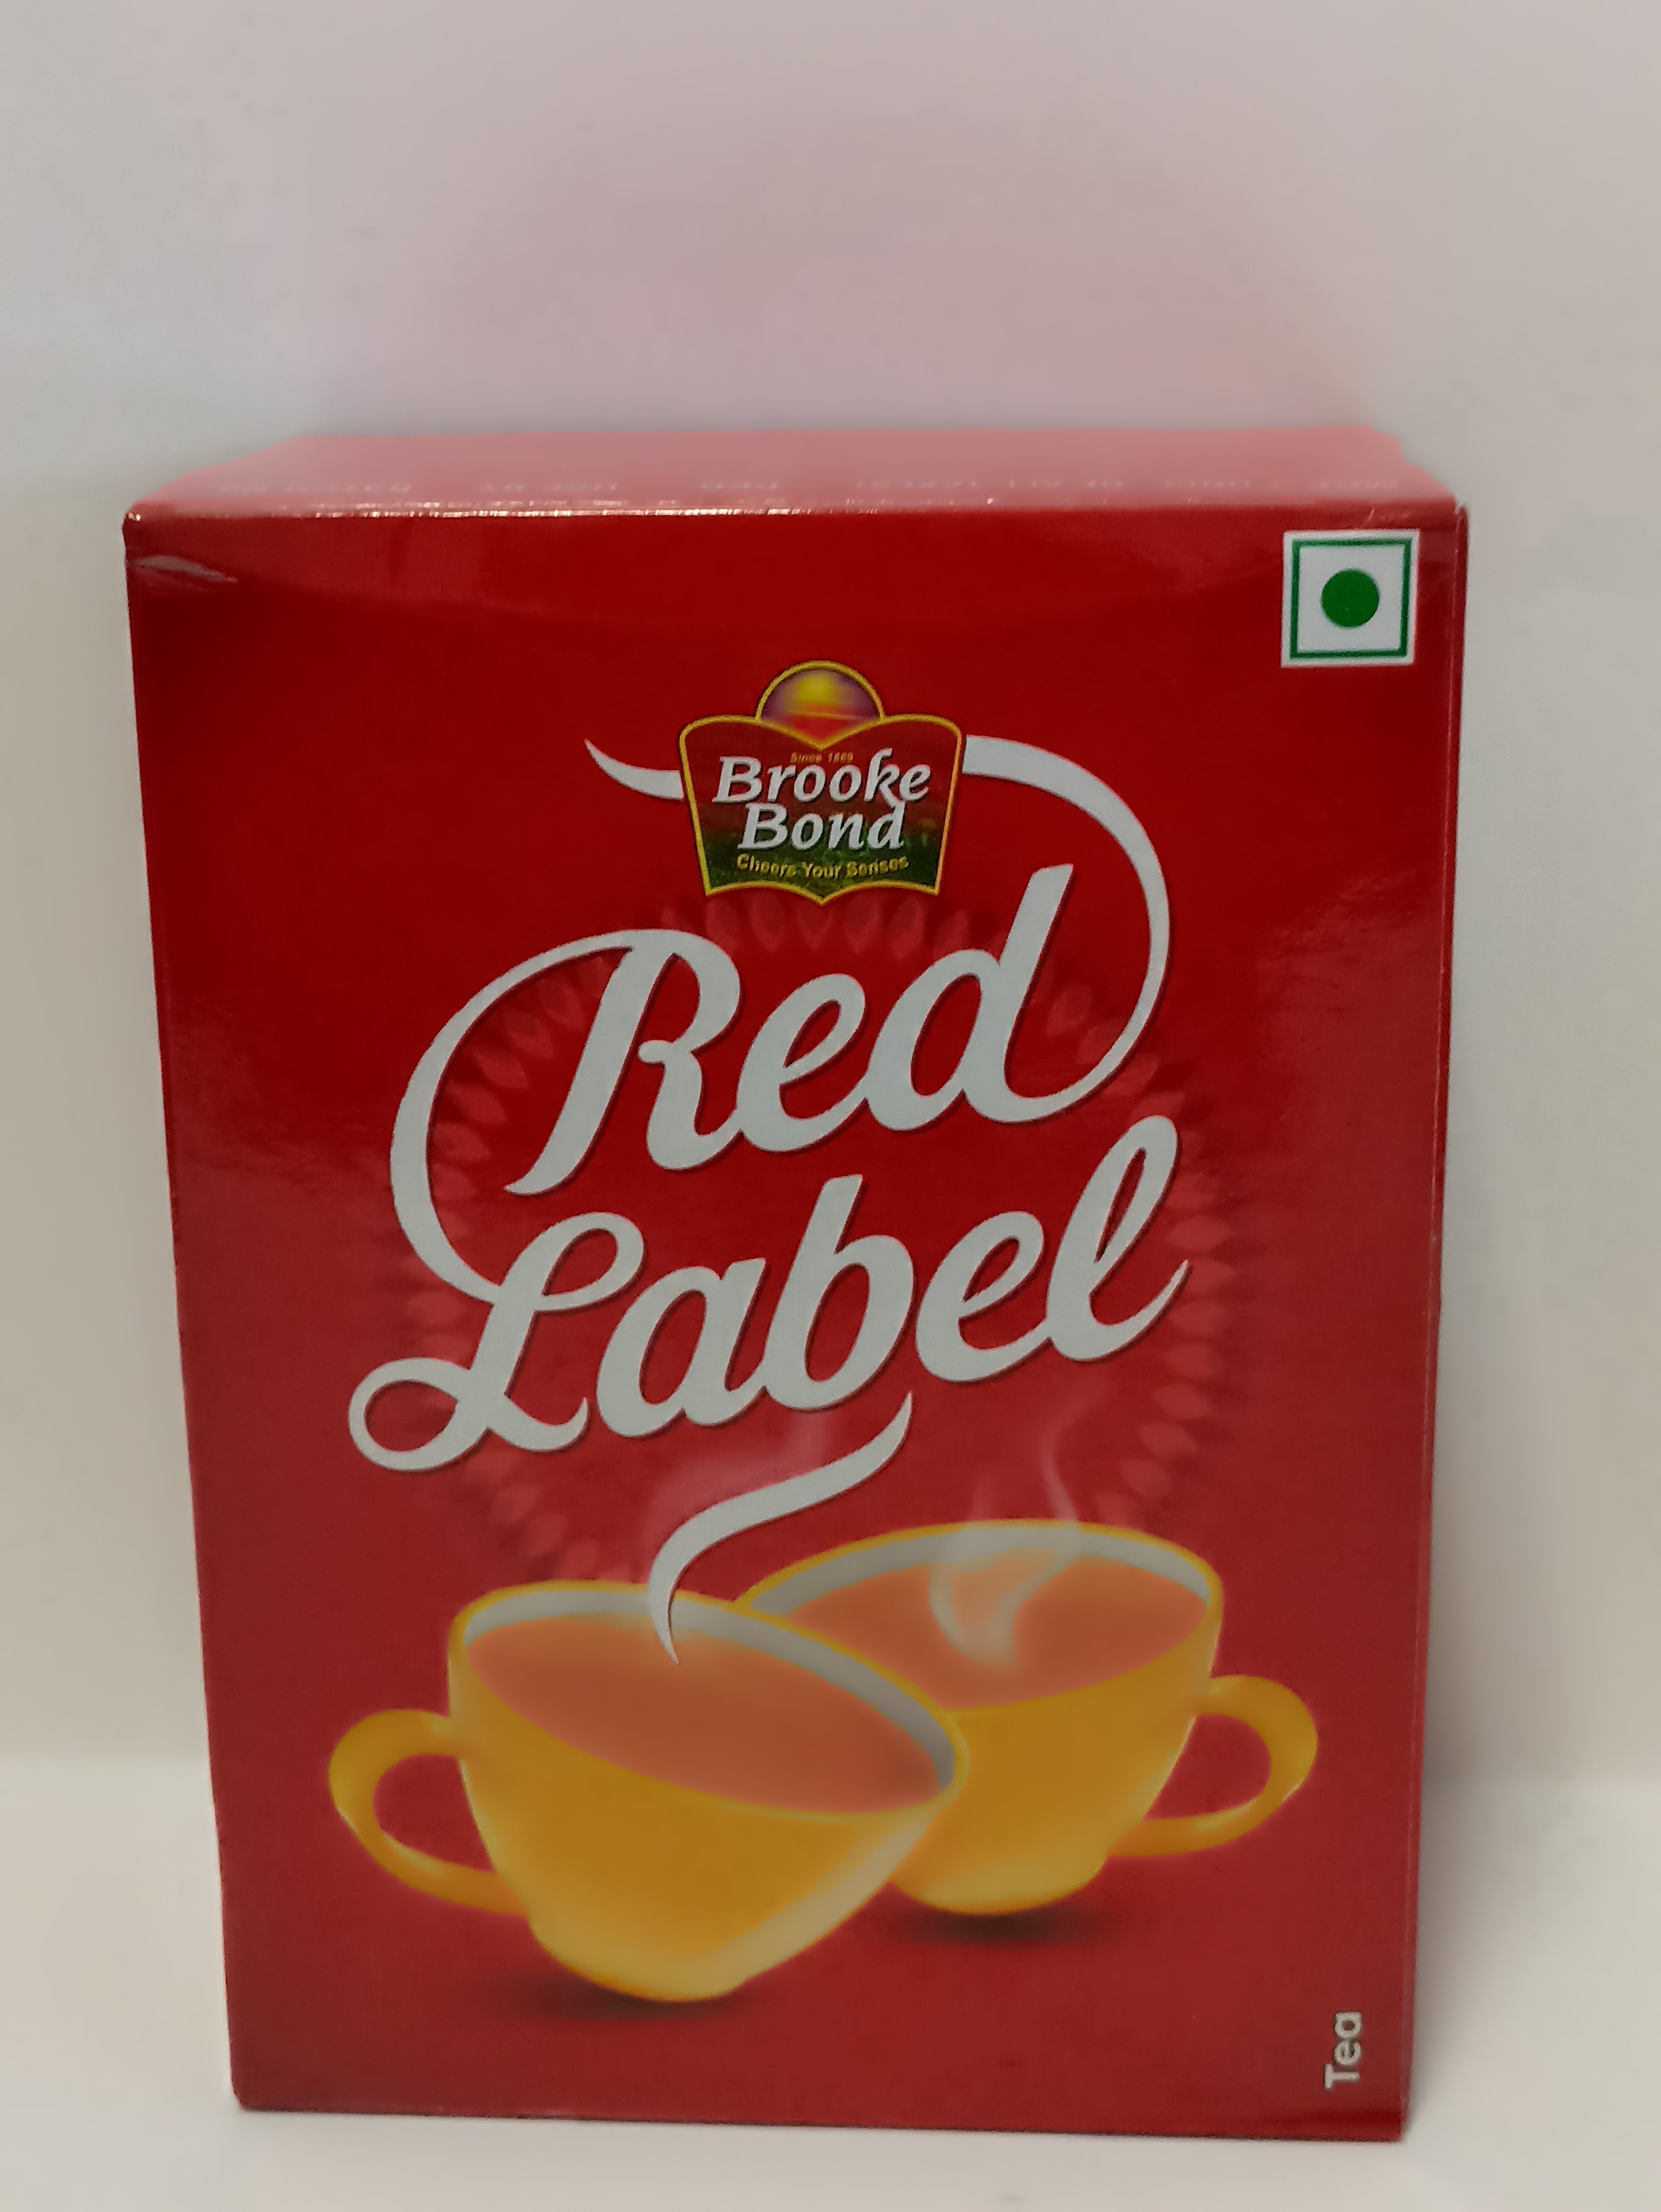 Since 1869
Brooke
Bond
Cheers Your Senses
Red
Label
Tea